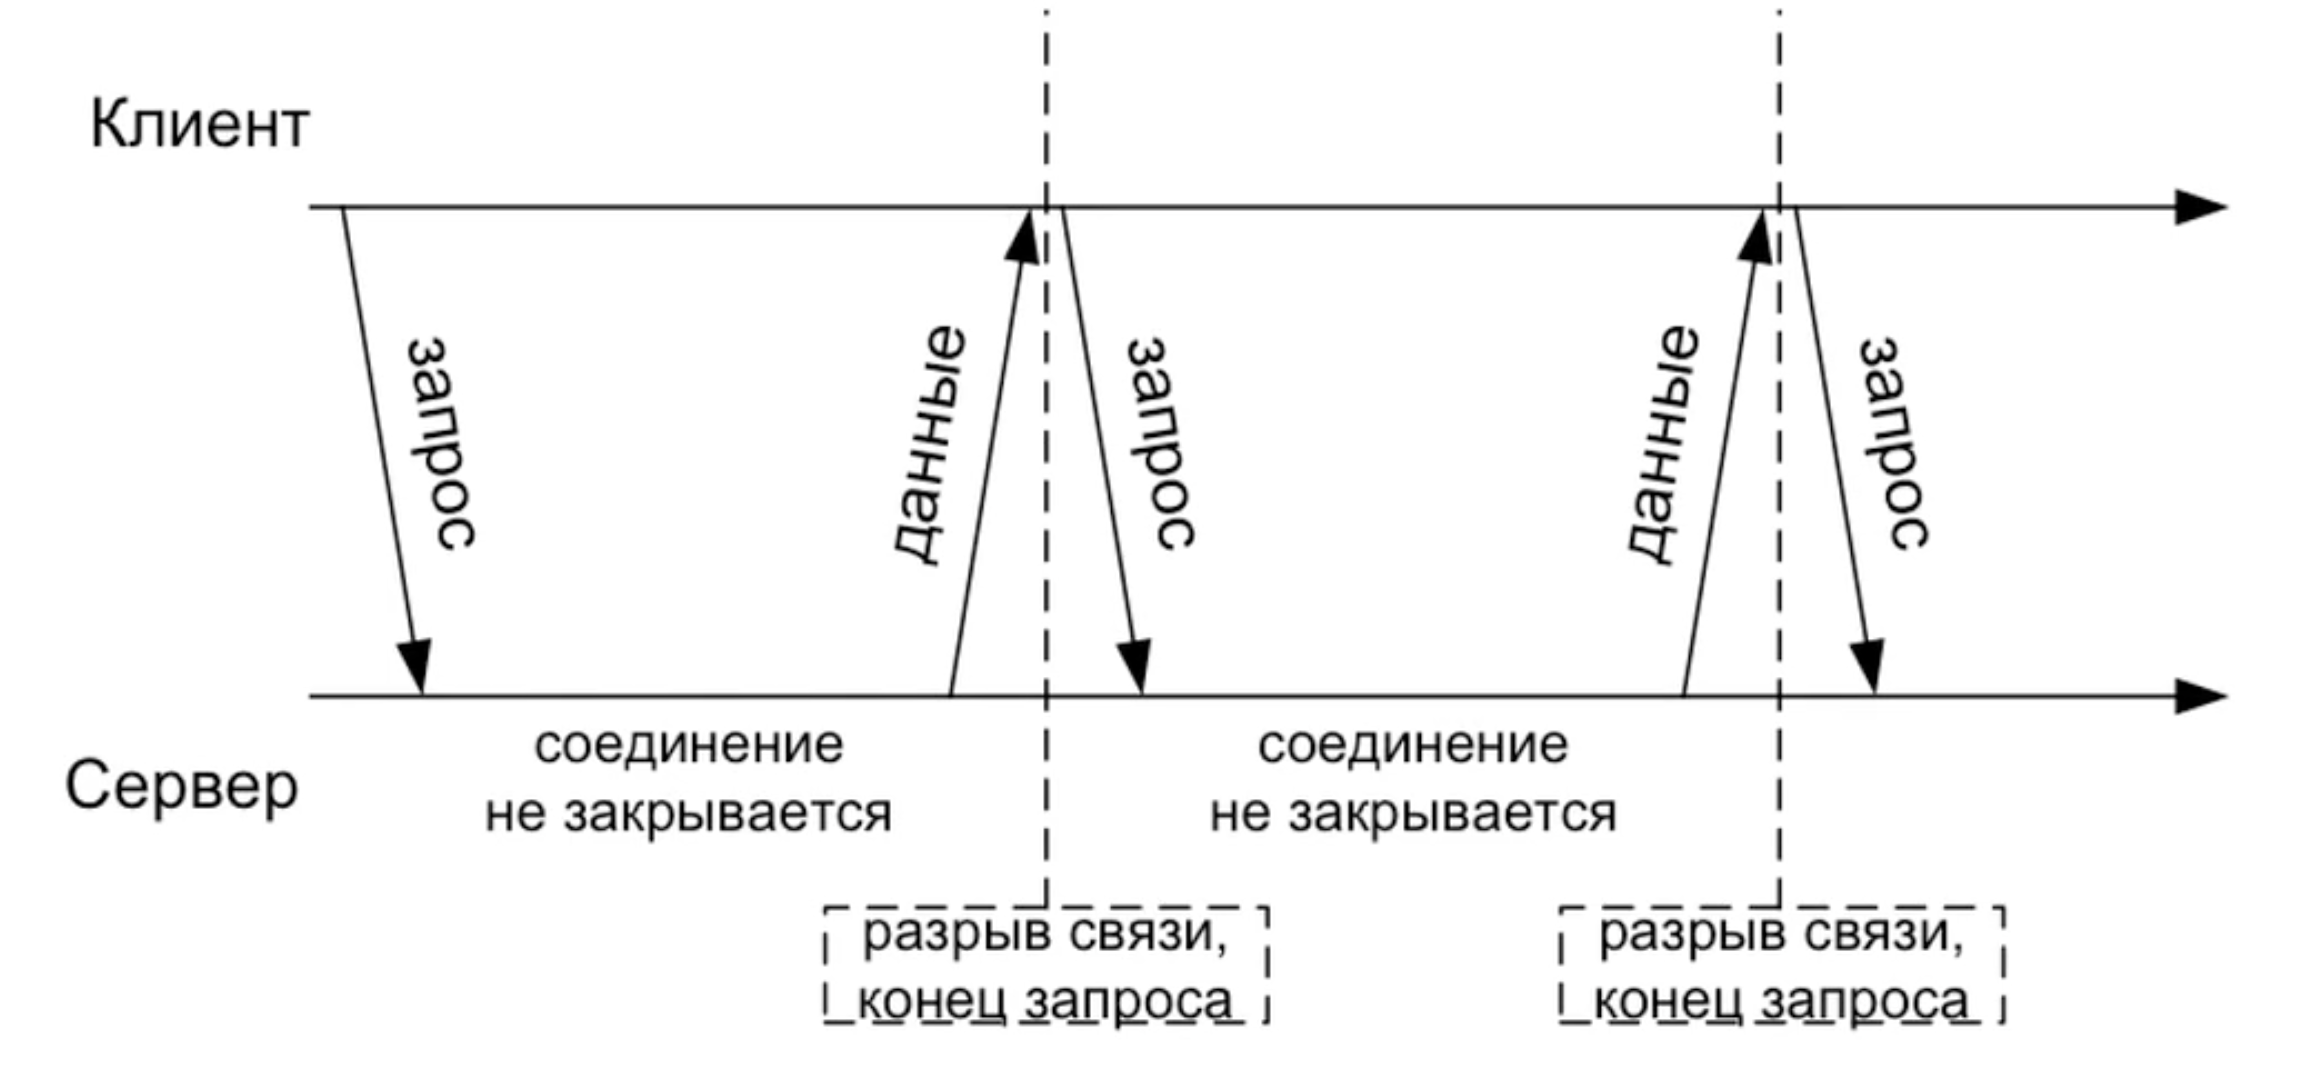 Клиент
запрос
данные
запрос
данные
запрос
Сервер
соединение
не закрывается
соединение
не закрывается
разрыв связи,
конец запроса
разрыв связи,
конец запроса